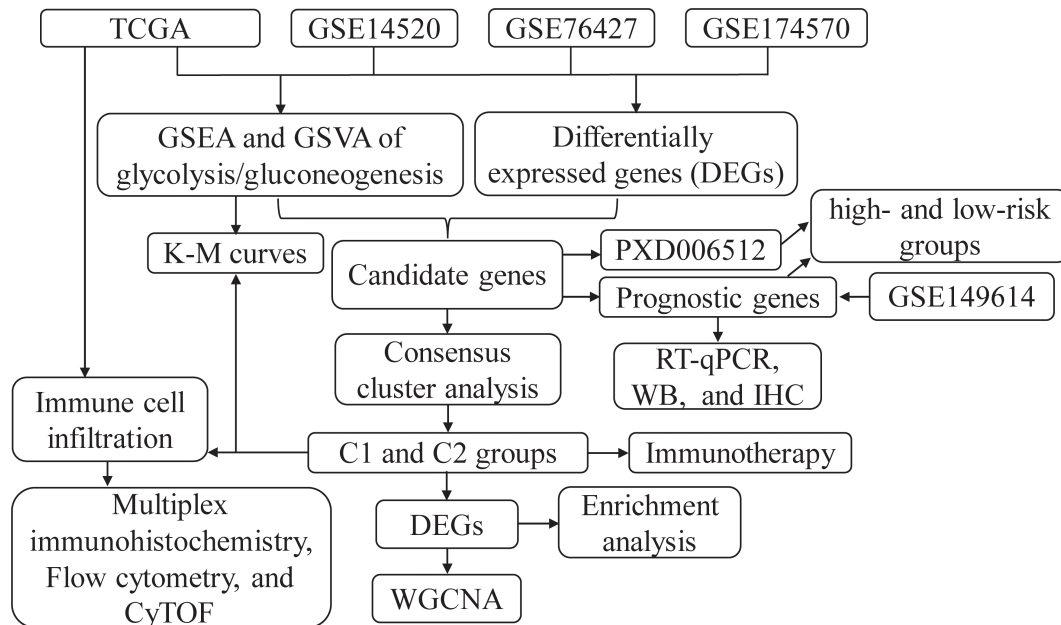 TCGA
GSE14520
GSE76427
GSE174570
GSEA and GSVA of
glycolysis/gluconeogenesis
Differentially
expressed genes (DEGs)
high- and low-risk
groups
K-M curves
Candidate genes
PXD006512
Prognostic genes
GSE149614
Consensus
cluster analysis
RT-qPCR,
WB, and IHC
Immune cell
infiltration
C1 and C2 groups
Immunotherapy
Multiplex
immunohistochemistry,
Flow cytometry, and
CyTOF
DEGs
Enrichment
analysis
WGCNA